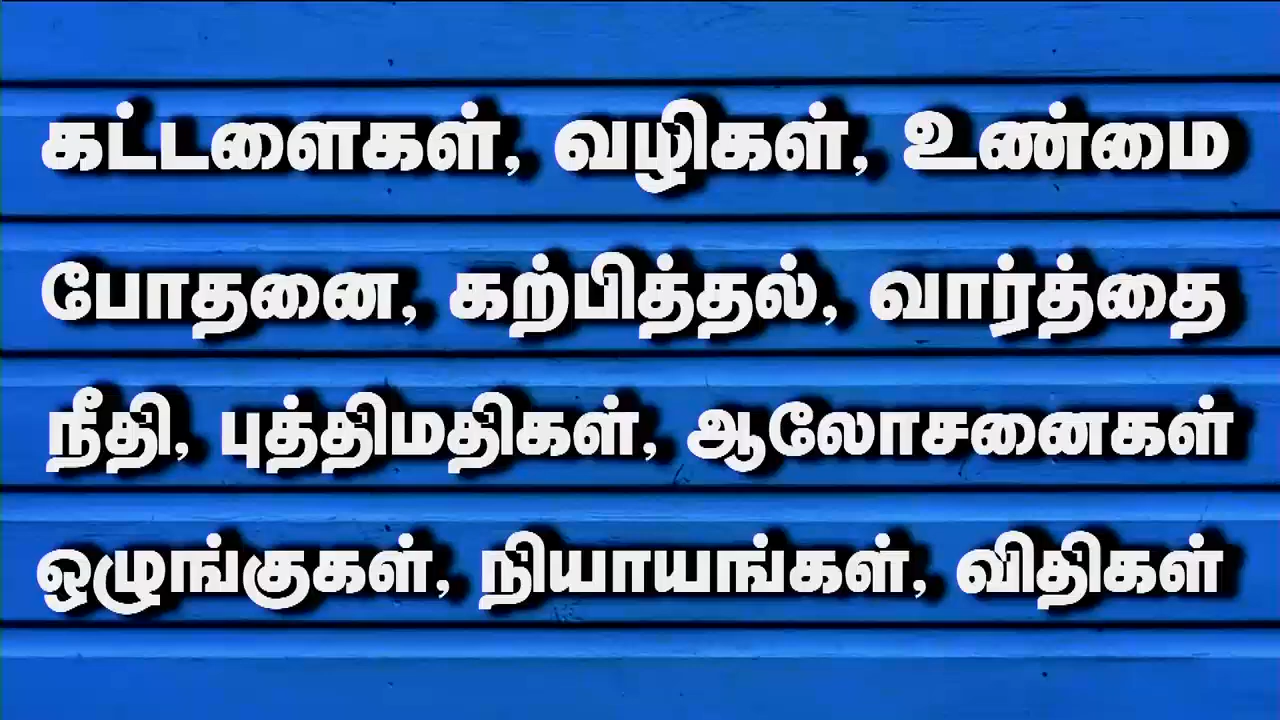 கட்டளைகள், வழிகள், உண்மை
போதனை, கற்பித்தல், வார்த்தை
நீதி, புத்திமதிகள், ஆலோசனைகள்
ஒழுங்குகள், நியாயங்கள், விதிகள்